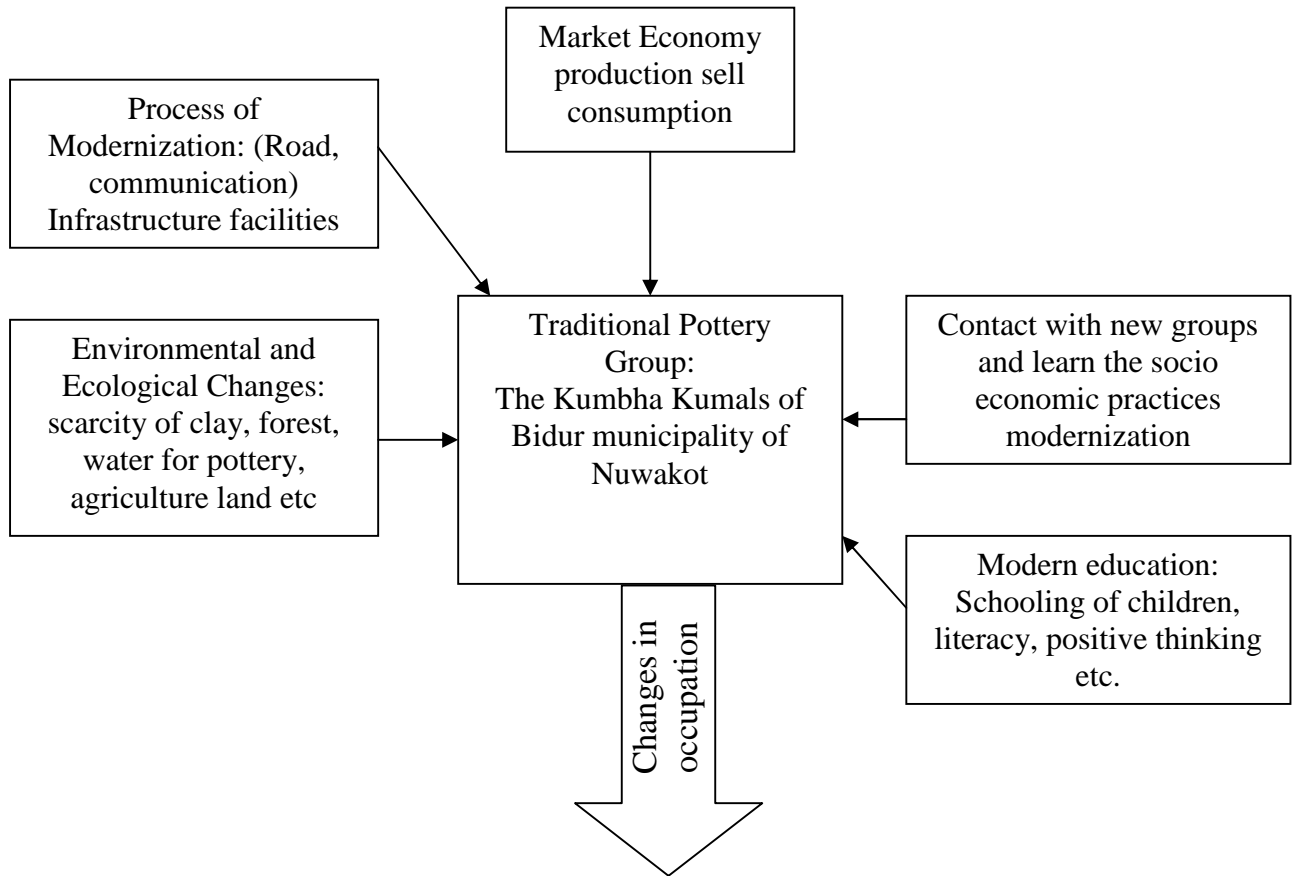 Market Economy
production sell
consumption
Process of
Modernization: (Road,
communication)
Infrastructure facilities
Traditional Pottery
Group:
The Kumbha Kumals of
Bidur municipality of
Nuwakot
Contact with new groups
and learn the socio
economic practices
modernization
Environmental and
Ecological Changes:
scarcity of clay, forest,
water for pottery,
agriculture land etc
Modern education:
Schooling of children,
literacy, positive thinking
etc.
Changes in
occupation